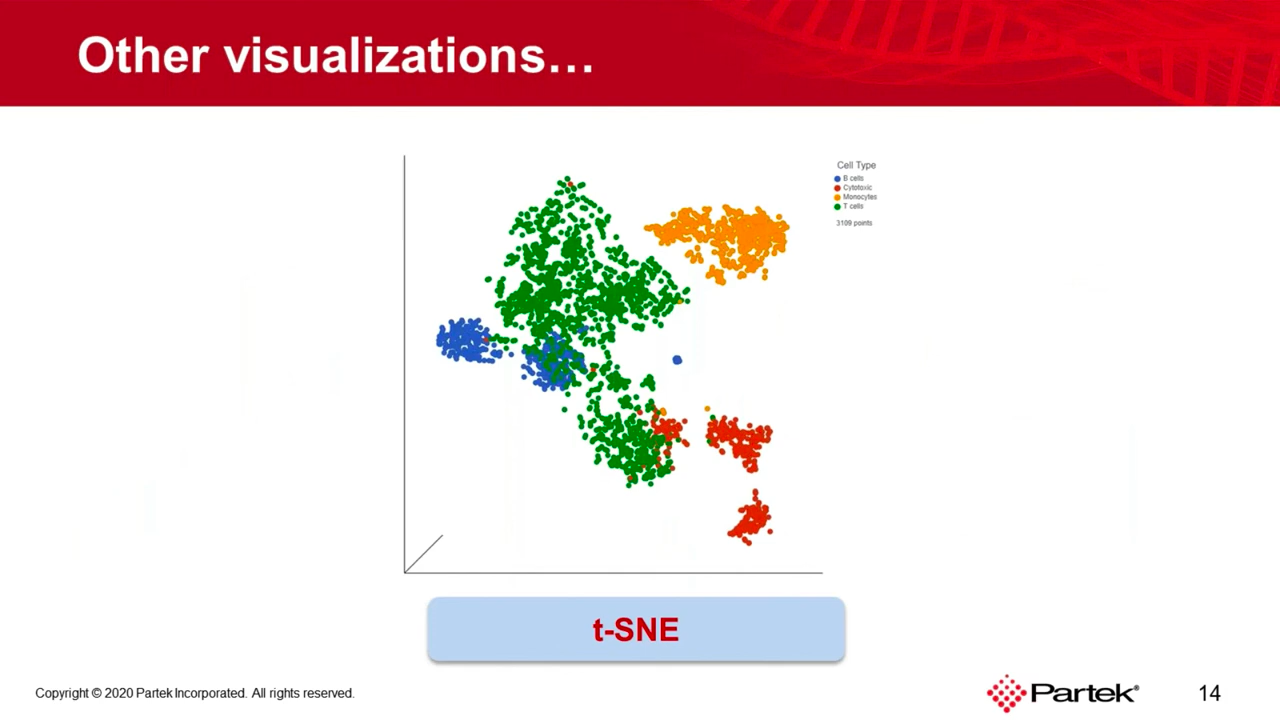 Other visualizations…
Cell Type
B cells
Cytotoxic
Monocytes
T cells
3109 points
t-SNE
Copyright © 2020 Partek Incorporated. All rights reserved.
Partek®
14